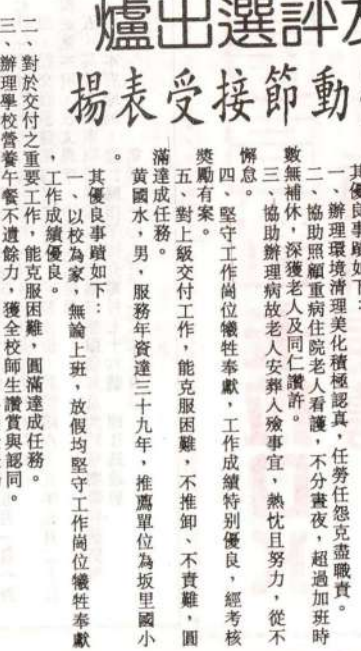 友評選出爐
動節接受表揚
其優良事蹟如下：
一、辦理環境清理美化積極認真，任勞任怨克盡職責。
二、協助照顧重病住院老人看護，不分晝夜，超過加班時
數無補休，深獲老人及同仁讚許。
三、協助辦理病故老人安葬人殮事宜，熱忱且努力，從不
懈怠。
四、堅守工作崗位犧牲奉獻，工作成績特別優良，經考核
獎勵有案。
五、對上級交付工作，能克服困難，不推卸、不責難，圓
滿達成任務。
黃國水，男，服務年資達三十九年，推薦單位為坂里國小
。
其優良事蹟如下：
一、以校為家，無論上班，放假均堅守工作崗位犧牲奉獻
，工作成績優良。
二、對於交付之重要工作，能克服困難，圓滿達成任務。
三、辦理學校營養午餐不遺餘力，獲全校師生讚賞與認同。